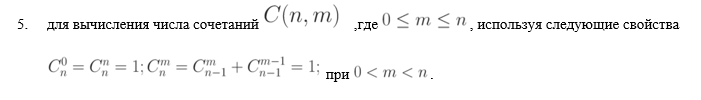 5. для вычисления числа сочетаний C(n, m) ,где 0 ≤ m ≤ n , используя следующие свойства
C_n^0 = C_n^n = 1; C_n^m = C_{n-1}^m + C_{n-1}^{m-1} = 1; при 0 < m < n .